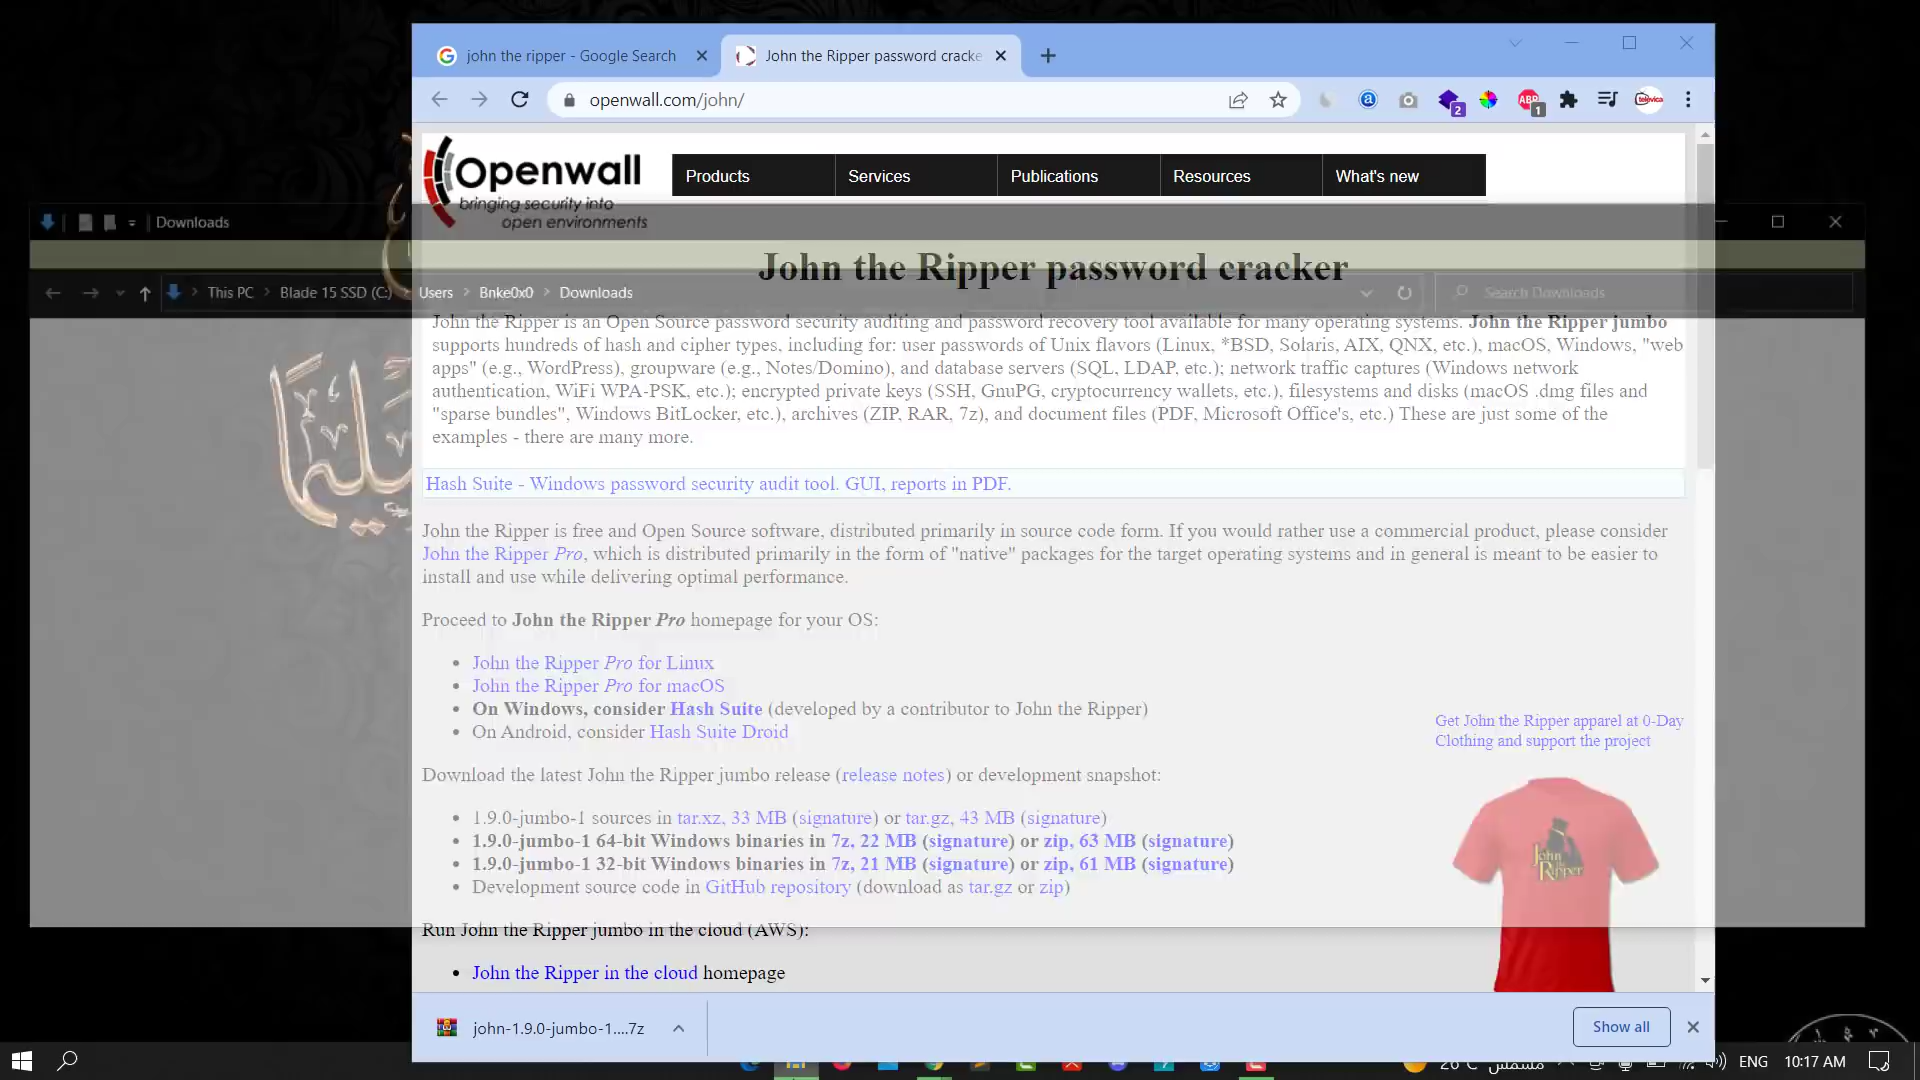 john the ripper - Google Search
John the Ripper password cracke
openwall.com/john/
2
ABP
1
Openwall
bringing security into
open environments
Products
Services
Publications
Resources
What's new
Downloads
John the Ripper password cracker
This PC
Blade 15 SSD (C:)
Users
Bnke0x0
Downloads
Search Downloads
John the Ripper is an Open Source password security auditing and password recovery tool available for many operating systems. John the Ripper jumbo
supports hundreds of hash and cipher types, including for: user passwords of Unix flavors (Linux, *BSD, Solaris, AIX, QNX, etc.), macOS, Windows, "web
apps" (e.g., WordPress), groupware (e.g., Notes/Domino), and database servers (SQL, LDAP, etc.); network traffic captures (Windows network
authentication, WiFi WPA-PSK, etc.); encrypted private keys (SSH, GnuPG, cryptocurrency wallets, etc.), filesystems and disks (macOS .dmg files and
"sparse bundles", Windows BitLocker, etc.), archives (ZIP, RAR, 7z), and document files (PDF, Microsoft Office's, etc.) These are just some of the
examples - there are many more.
Hash Suite - Windows password security audit tool. GUI, reports in PDF.
John the Ripper is free and Open Source software, distributed primarily in source code form. If you would rather use a commercial product, please consider
John the Ripper Pro, which is distributed primarily in the form of "native" packages for the target operating systems and in general is meant to be easier to
install and use while delivering optimal performance.
Proceed to John the Ripper Pro homepage for your OS:
• John the Ripper Pro for Linux
• John the Ripper Pro for macOS
• On Windows, consider Hash Suite (developed by a contributor to John the Ripper)
• On Android, consider Hash Suite Droid
Get John the Ripper apparel at 0-Day
Clothing and support the project
Download the latest John the Ripper jumbo release (release notes) or development snapshot:
• 1.9.0-jumbo-1 sources in tar.xz, 33 MB (signature) or tar.gz, 43 MB (signature)
• 1.9.0-jumbo-1 64-bit Windows binaries in 7z, 22 MB (signature) or zip, 63 MB (signature)
• 1.9.0-jumbo-1 32-bit Windows binaries in 7z, 21 MB (signature) or zip, 61 MB (signature)
• Development source code in GitHub repository (download as tar.gz or zip)
John the Ripper
Run John the Ripper jumbo in the cloud (AWS):
• John the Ripper in the cloud homepage
john-1.9.0-jumbo-1....7z
Show all
26°C مشمس
ENG
10:17 AM